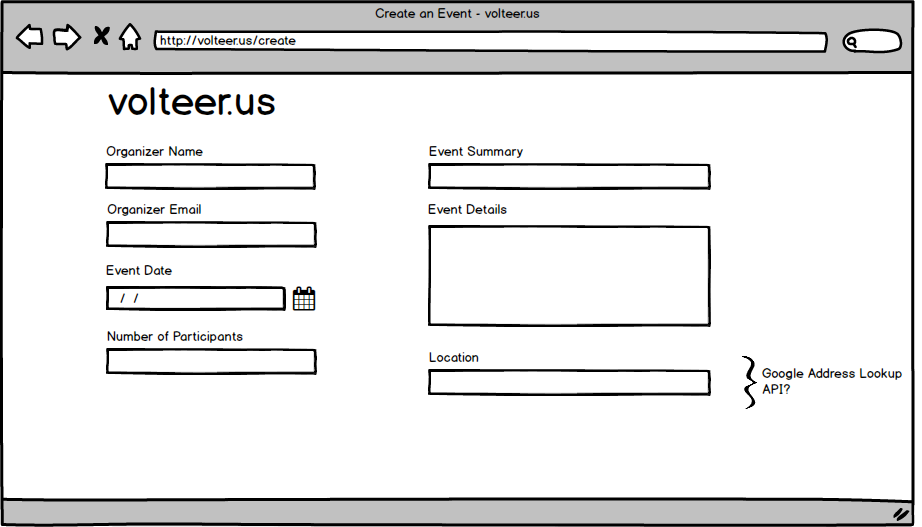 Create an Event - volteer.us
http://volteer.us/create
volteer.us
Organizer Name
Organizer Email
Event Date
/ /
Number of Participants
Event Summary
Event Details
Location
Google Address Lookup
API?